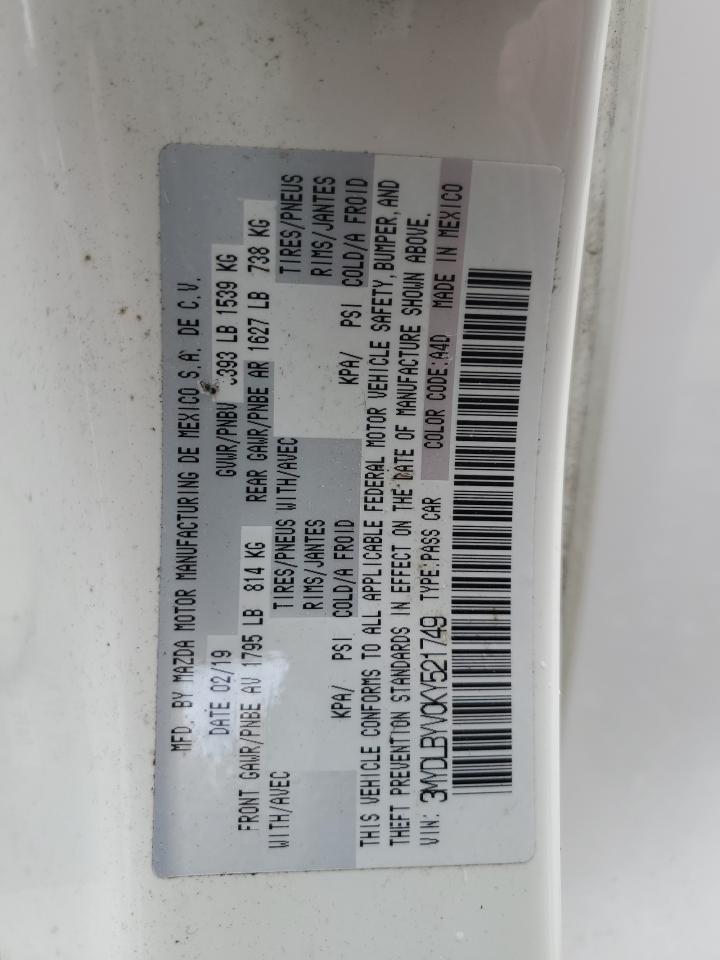 MFD. BY MAZDA MOTOR MANUFACTURING DE MEXICO S.A. DE C.V.
DATE 02/19 GVWR/PNBV 3393 LB 1539 KG
FRONT GAWR/PNBE AV 1795 LB 814 KG REAR GAWR/PNBE AR 1627 LB 738 KG
WITH/AVEC TIRES/PNEUS WITH/AVEC TIRES/PNEUS
RIMS/JANTES RIMS/JANTES
KPA/ PSI COLD/A FROID KPA/ PSI COLD/A FROID
THIS VEHICLE CONFORMS TO ALL APPLICABLE FEDERAL MOTOR VEHICLE SAFETY, BUMPER, AND
THEFT PREVENTION STANDARDS IN EFFECT ON THE DATE OF MANUFACTURE SHOWN ABOVE.
VIN: 3MYDLBYV0KY521749 TYPE:PASS CAR COLOR CODE:A4D MADE IN MEXICO